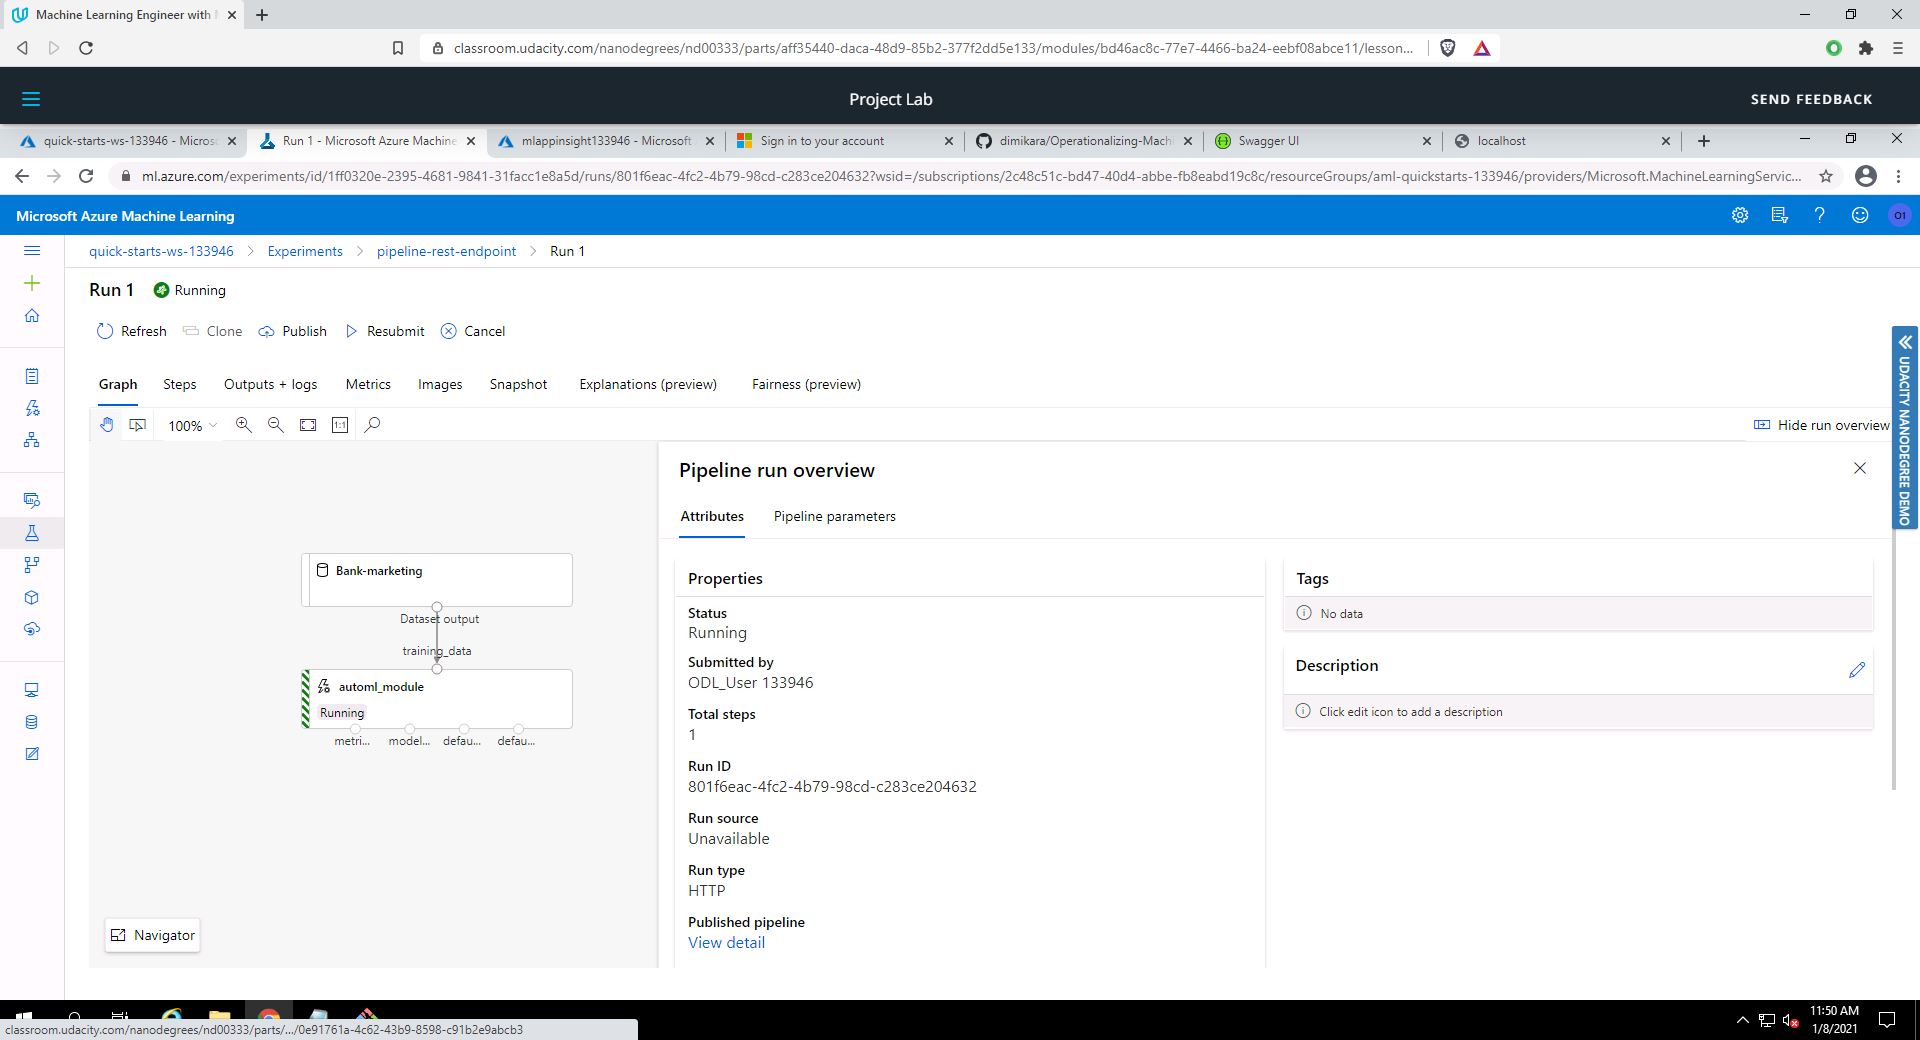 Machine Learning Engineer with
classroom.udacity.com/nanodegrees/nd00333/parts/aff35440-daca-48d9-85b2-377f2dd5e133/modules/bd46ac8c-77e7-4466-ba24-eebf08abce11/lesson...
Project Lab
SEND FEEDBACK
quick-starts-ws-133946 - Micros
Run 1 - Microsoft Azure Machine
mlappinsight133946 - Microsoft
Sign in to your account
dimikara/Operationalizing-Mach
Swagger UI
localhost
ml.azure.com/experiments/id/1ff0320e-2395-4681-9841-31facc1e8a5d/runs/801f6eac-4fc2-4b79-98cd-c283ce204632?wsid=/subscriptions/2c48c51c-bd47-40d4-abbe-fb8eabd19c8c/resourceGroups/aml-quickstarts-133946/providers/Microsoft.MachineLearningServic...
Microsoft Azure Machine Learning
O1
quick-starts-ws-133946 > Experiments > pipeline-rest-endpoint > Run 1
Run 1 Running
Refresh Clone Publish Resubmit Cancel
Graph Steps Outputs + logs Metrics Images Snapshot Explanations (preview) Fairness (preview)
100%
1:1
Hide run overview
UDACITY NANODEGREE DEMO
Bank-marketing
Dataset output
training_data
automl_module
Running
metri... model... defau... defau...
Navigator
Pipeline run overview
Attributes Pipeline parameters
Properties
Status
Running
Submitted by
ODL_User 133946
Total steps
1
Run ID
801f6eac-4fc2-4b79-98cd-c283ce204632
Run source
Unavailable
Run type
HTTP
Published pipeline
View detail
Tags
No data
Description
Click edit icon to add a description
classroom.udacity.com/nanodegrees/nd00333/parts/.../0e91761a-4c62-43b9-8598-c91b2e9abcb3
11:50 AM
1/8/2021